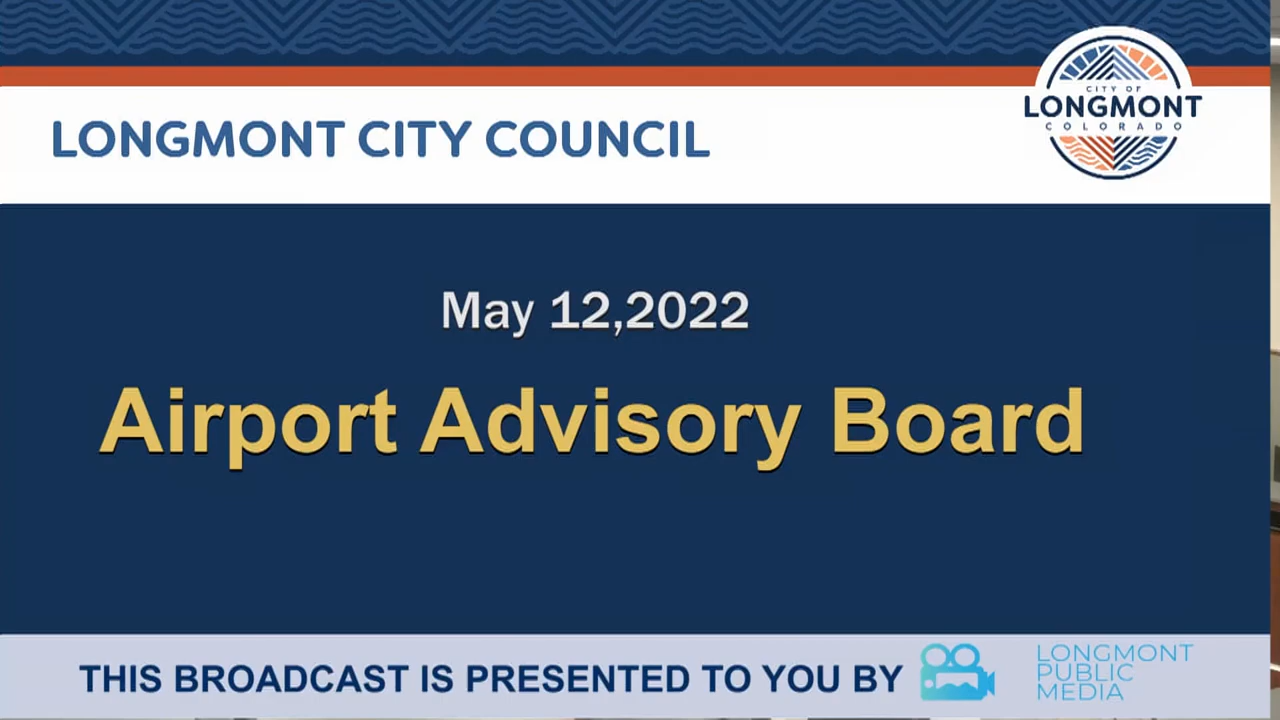 CITY OF
LONGMONT
COLORADO
LONGMONT CITY COUNCIL
May 12,2022
Airport Advisory Board
THIS BROADCAST IS PRESENTED TO YOU BY
LONGMONT
PUBLIC
MEDIA